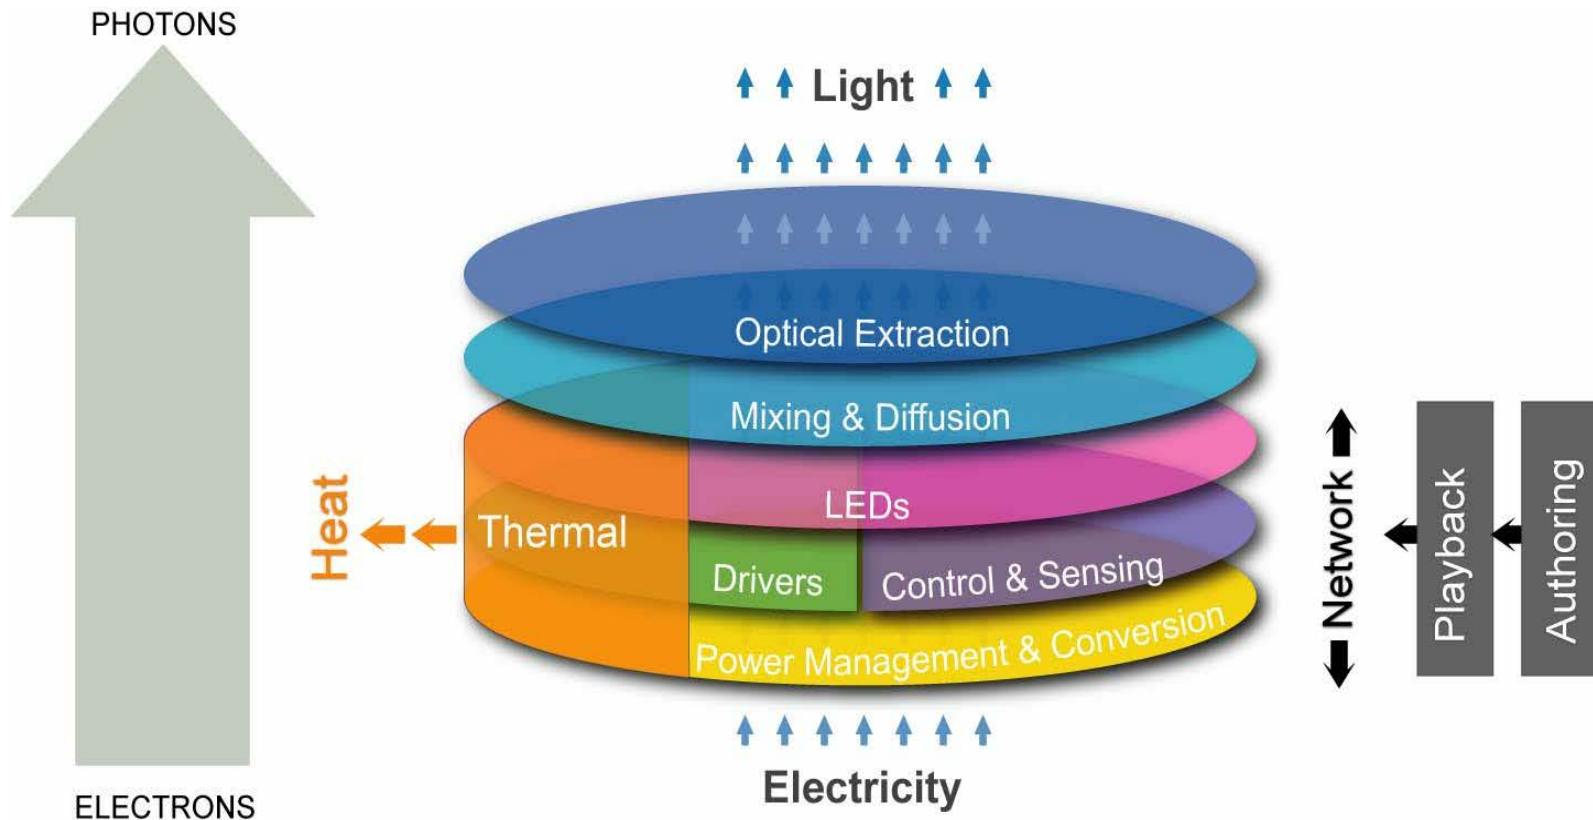 PHOTONS
Light
Optical Extraction
Mixing & Diffusion
LEDs
Thermal
Heat
Drivers
Control & Sensing
Power Management & Conversion
Electricity
ELECTRONS
Network
Playback
Authoring